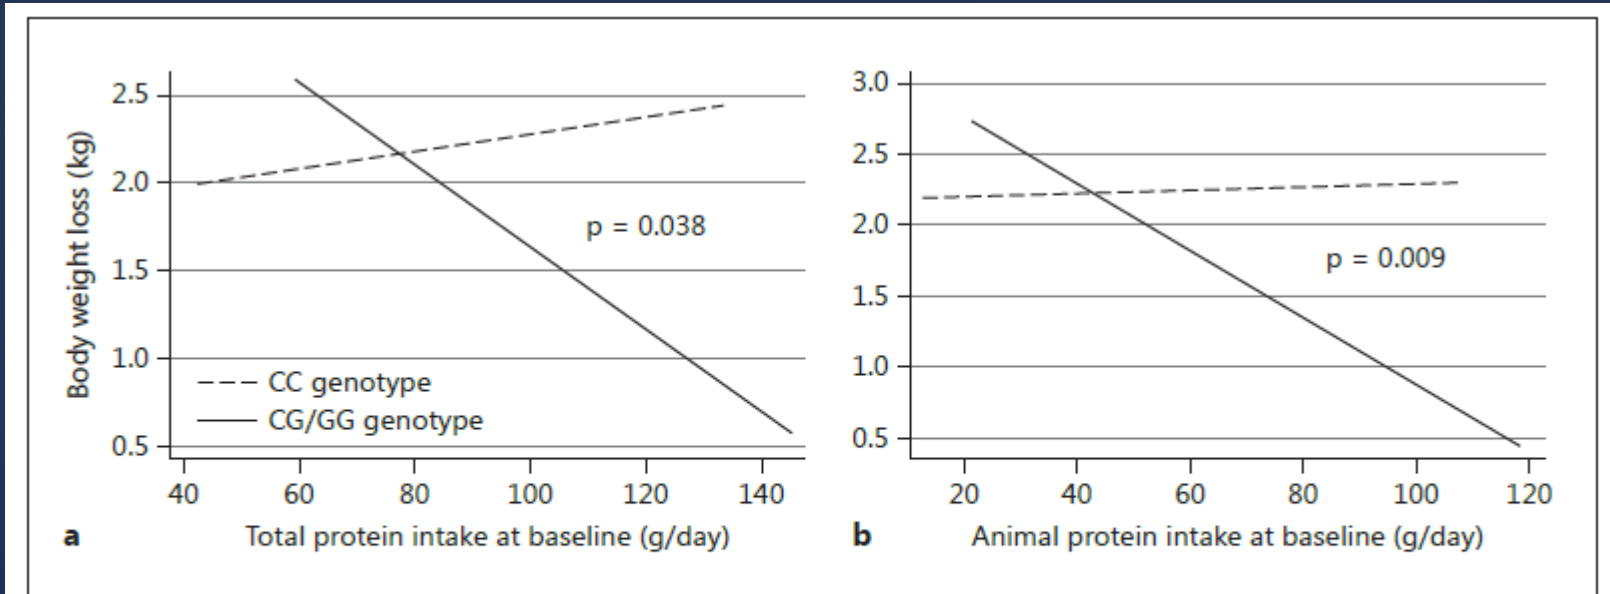 Body weight loss (kg)
2.5
2.0
1.5
1.0
0.5
p = 0.038
CC genotype
CG/GG genotype
40 60 80 100 120 140
a Total protein intake at baseline (g/day)
3.0
2.5
2.0
1.5
1.0
0.5
p = 0.009
20 40 60 80 100 120
b Animal protein intake at baseline (g/day)